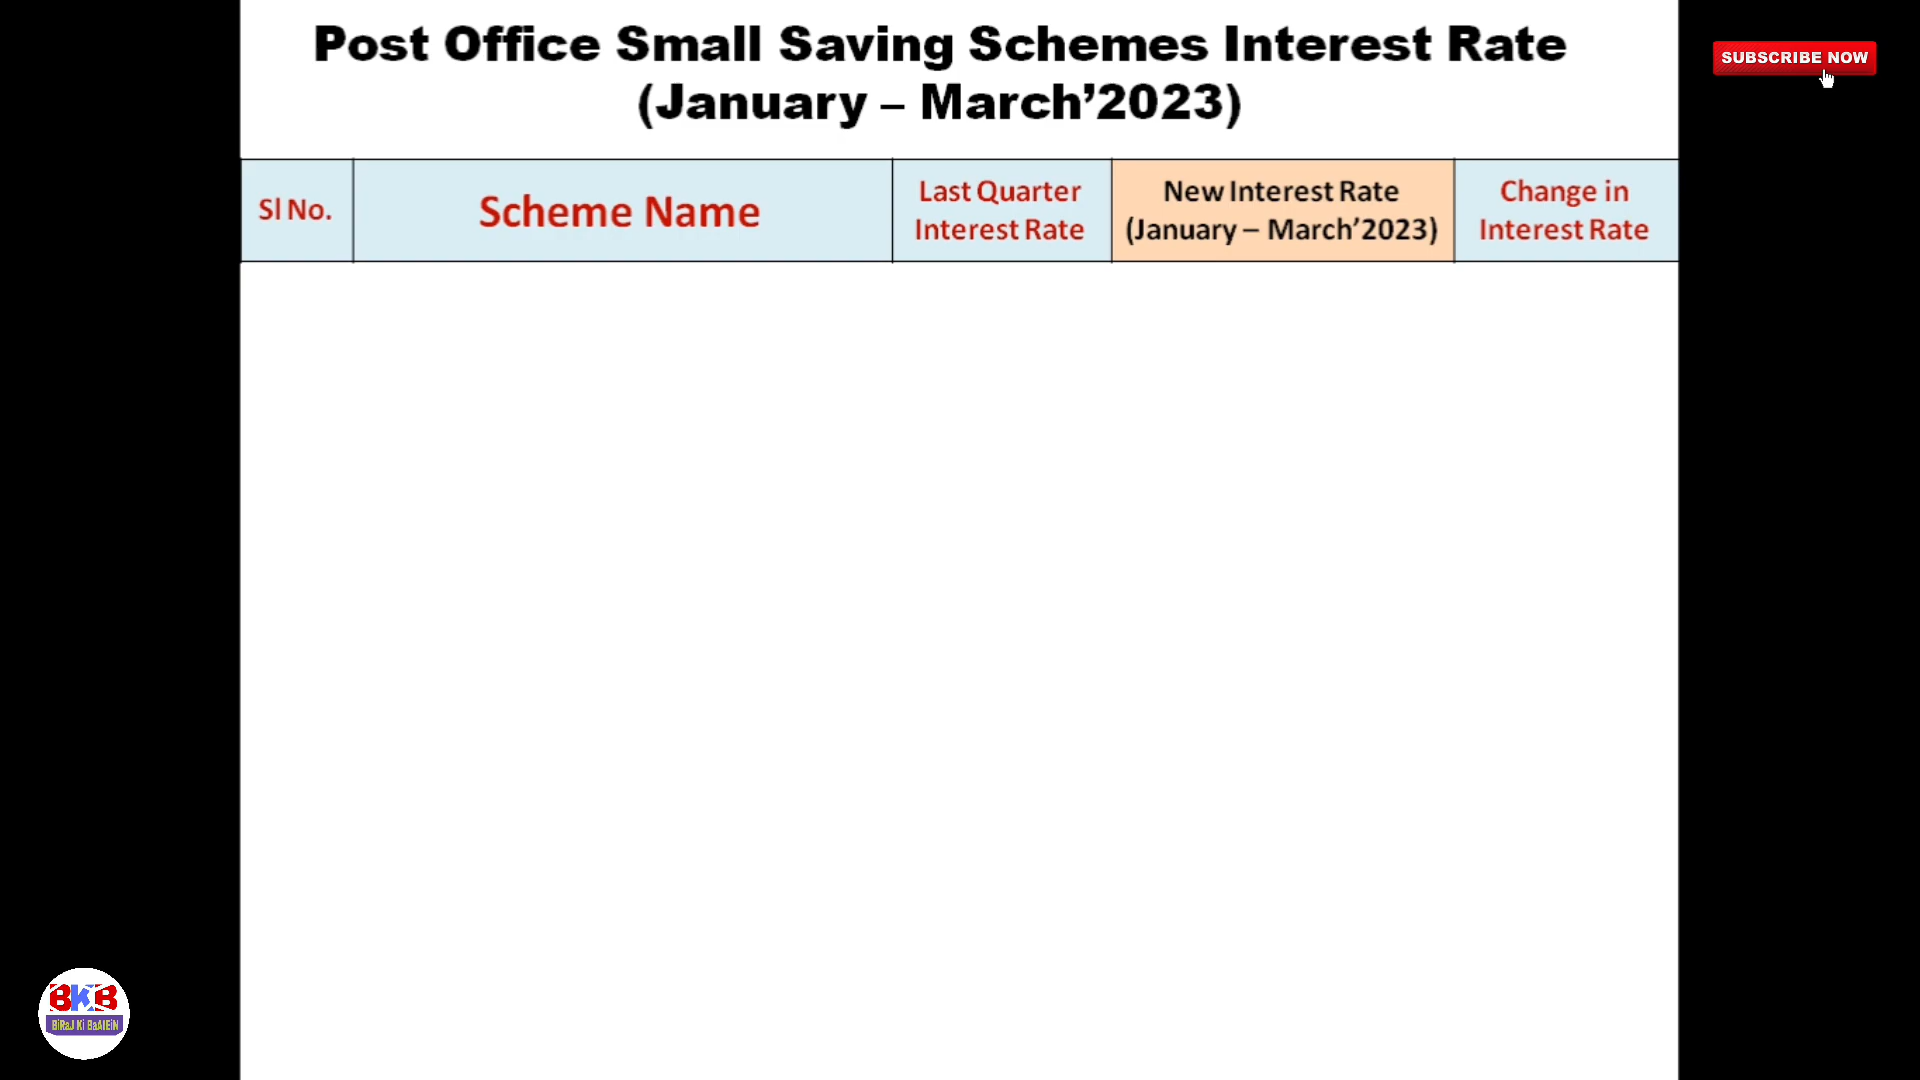 Post Office Small Saving Schemes Interest Rate
(January – March’2023)
SUBSCRIBE NOW
Sl No.
Scheme Name
Last Quarter
Interest Rate
New Interest Rate
(January – March’2023)
Change in
Interest Rate
BKB
BiRaJ Ki BaAtEiN